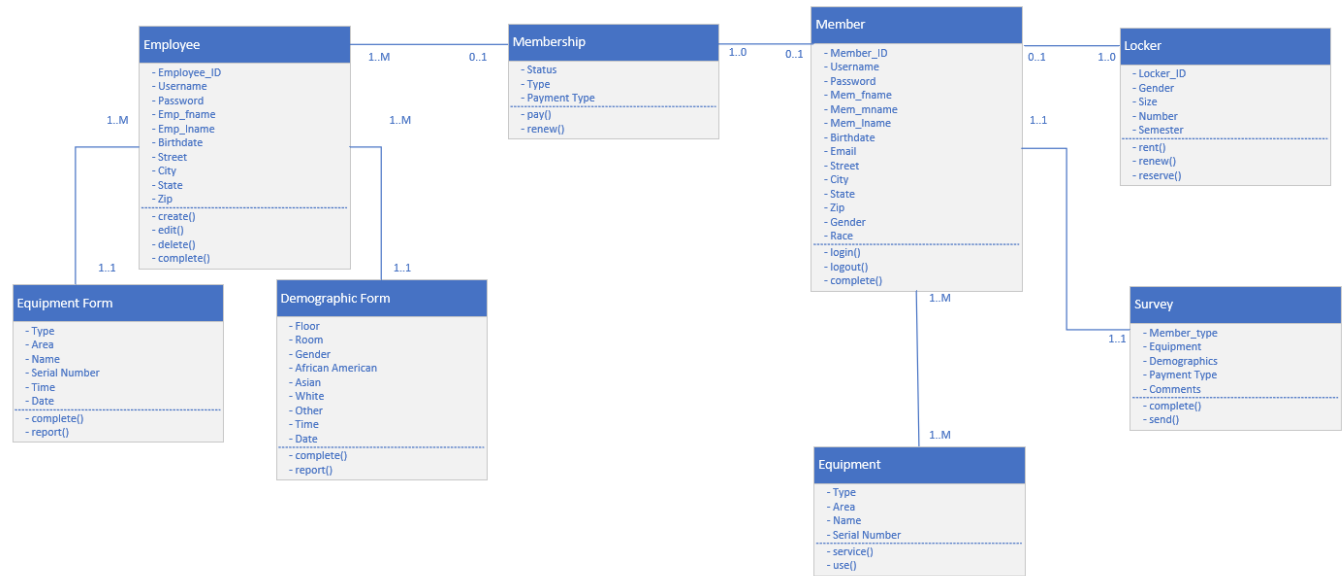 Employee
- Employee_ID
- Username
- Password
- Emp_fname
- Emp_lname
- Birthdate
- Street
- City
- State
- Zip
- create()
- edit()
- delete()
- complete()
1..M
0..1
1..M
1..M
1..1
1..1
Membership
- Status
- Type
- Payment Type
- pay()
- renew()
1..0
0..1
Member
- Member_ID
- Username
- Password
- Mem_fname
- Mem_mname
- Mem_lname
- Birthdate
- Email
- Street
- City
- State
- Zip
- Gender
- Race
- login()
- logout()
- complete()
0..1
1..0
1..1
1..1
1..M
1..M
Locker
- Locker_ID
- Gender
- Size
- Number
- Semester
- rent()
- renew()
- reserve()
Equipment Form
- Type
- Area
- Name
- Serial Number
- Time
- Date
- complete()
- report()
Demographic Form
- Floor
- Room
- Gender
- African American
- Asian
- White
- Other
- Time
- Date
- complete()
- report()
Survey
- Member_type
- Equipment
- Demographics
- Payment Type
- Comments
- complete()
- send()
Equipment
- Type
- Area
- Name
- Serial Number
- service()
- use()